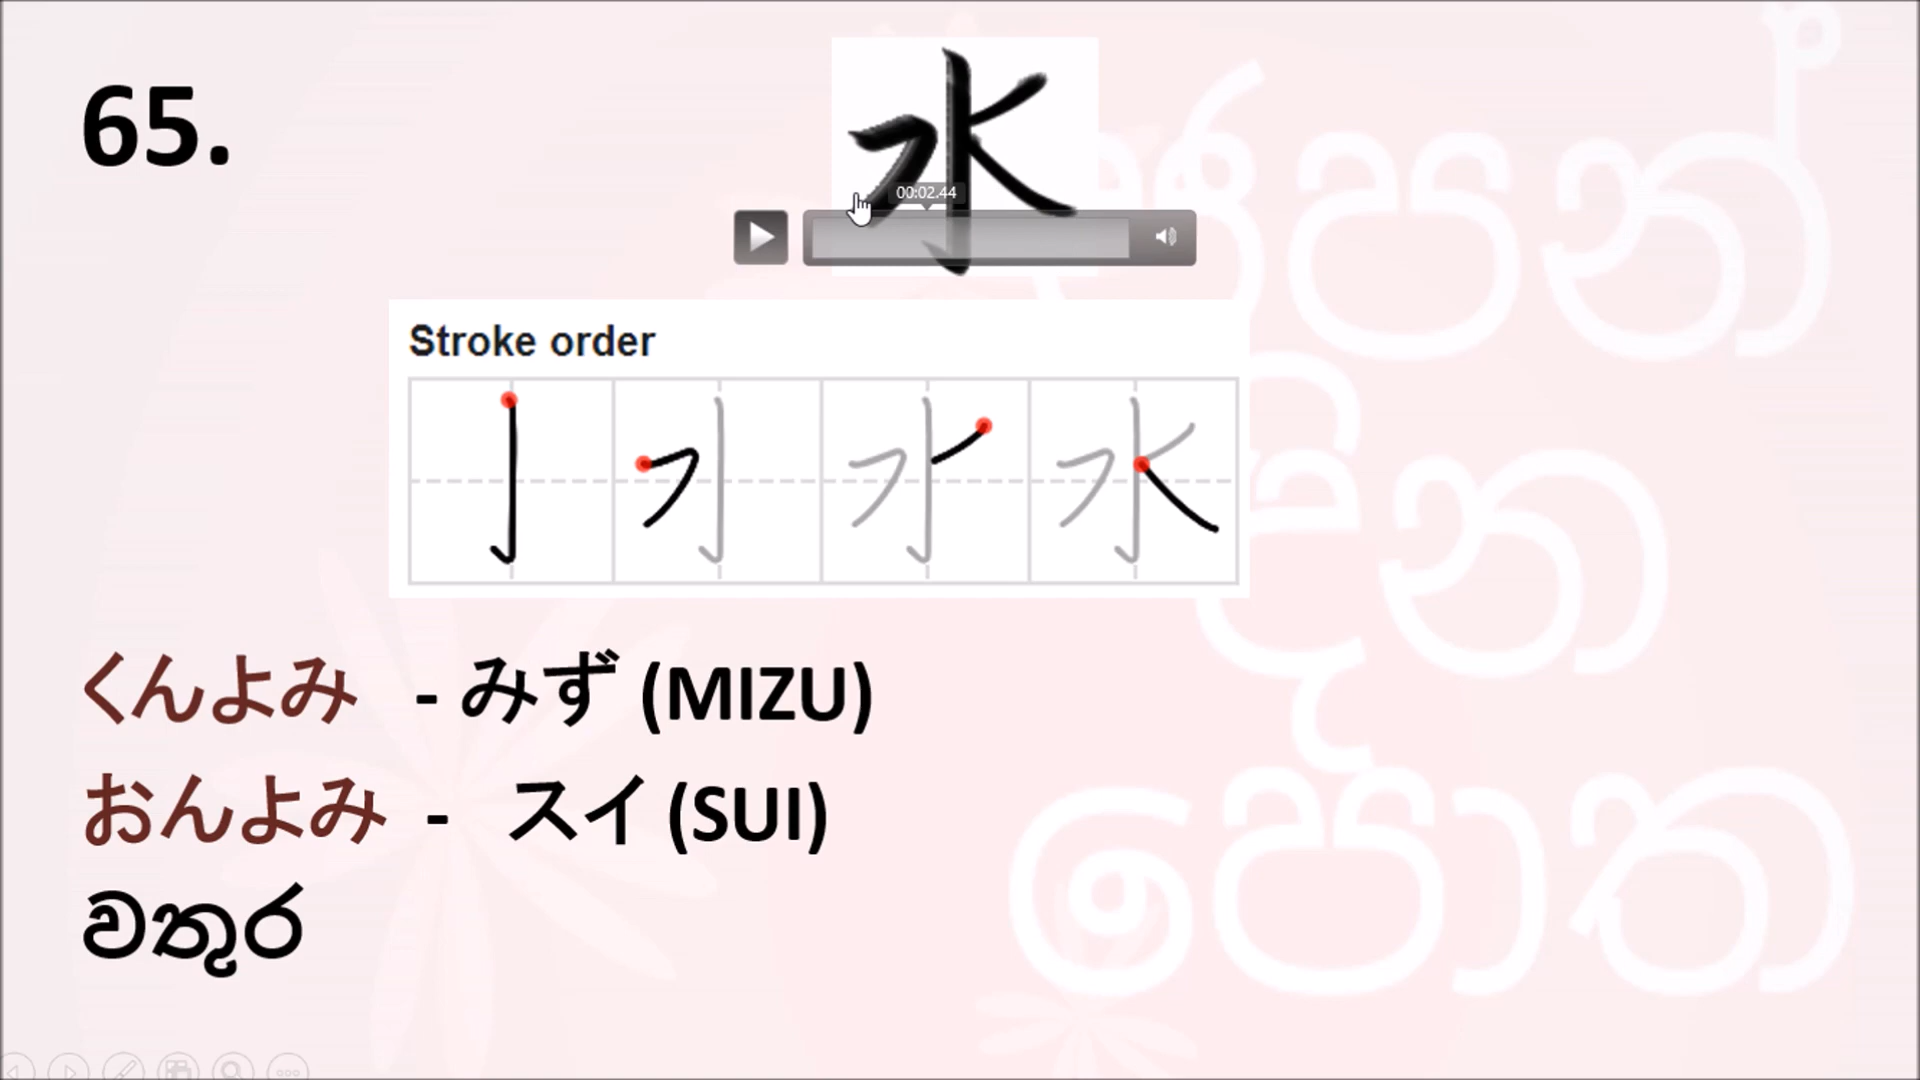 65.
水
00:02.44
Stroke order
くんよみ - みず (MIZU)
おんよみ - スイ (SUI)
වතුර